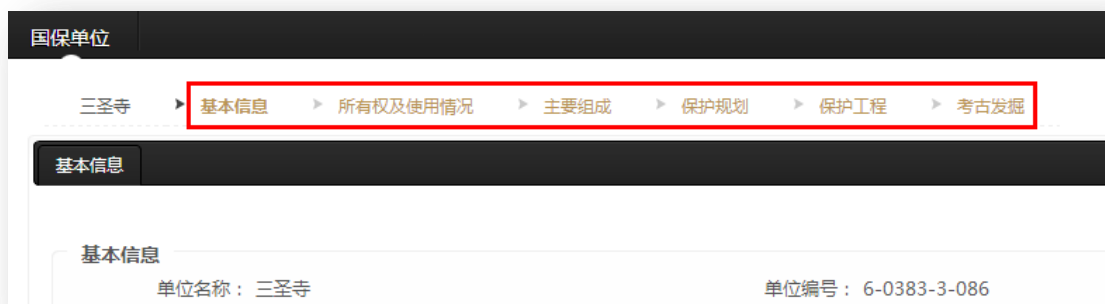 国保单位
三圣寺 基本信息 所有权及使用情况 主要组成 保护规划 保护工程 考古发掘
基本信息
基本信息
单位名称： 三圣寺 单位编号： 6-0383-3-086